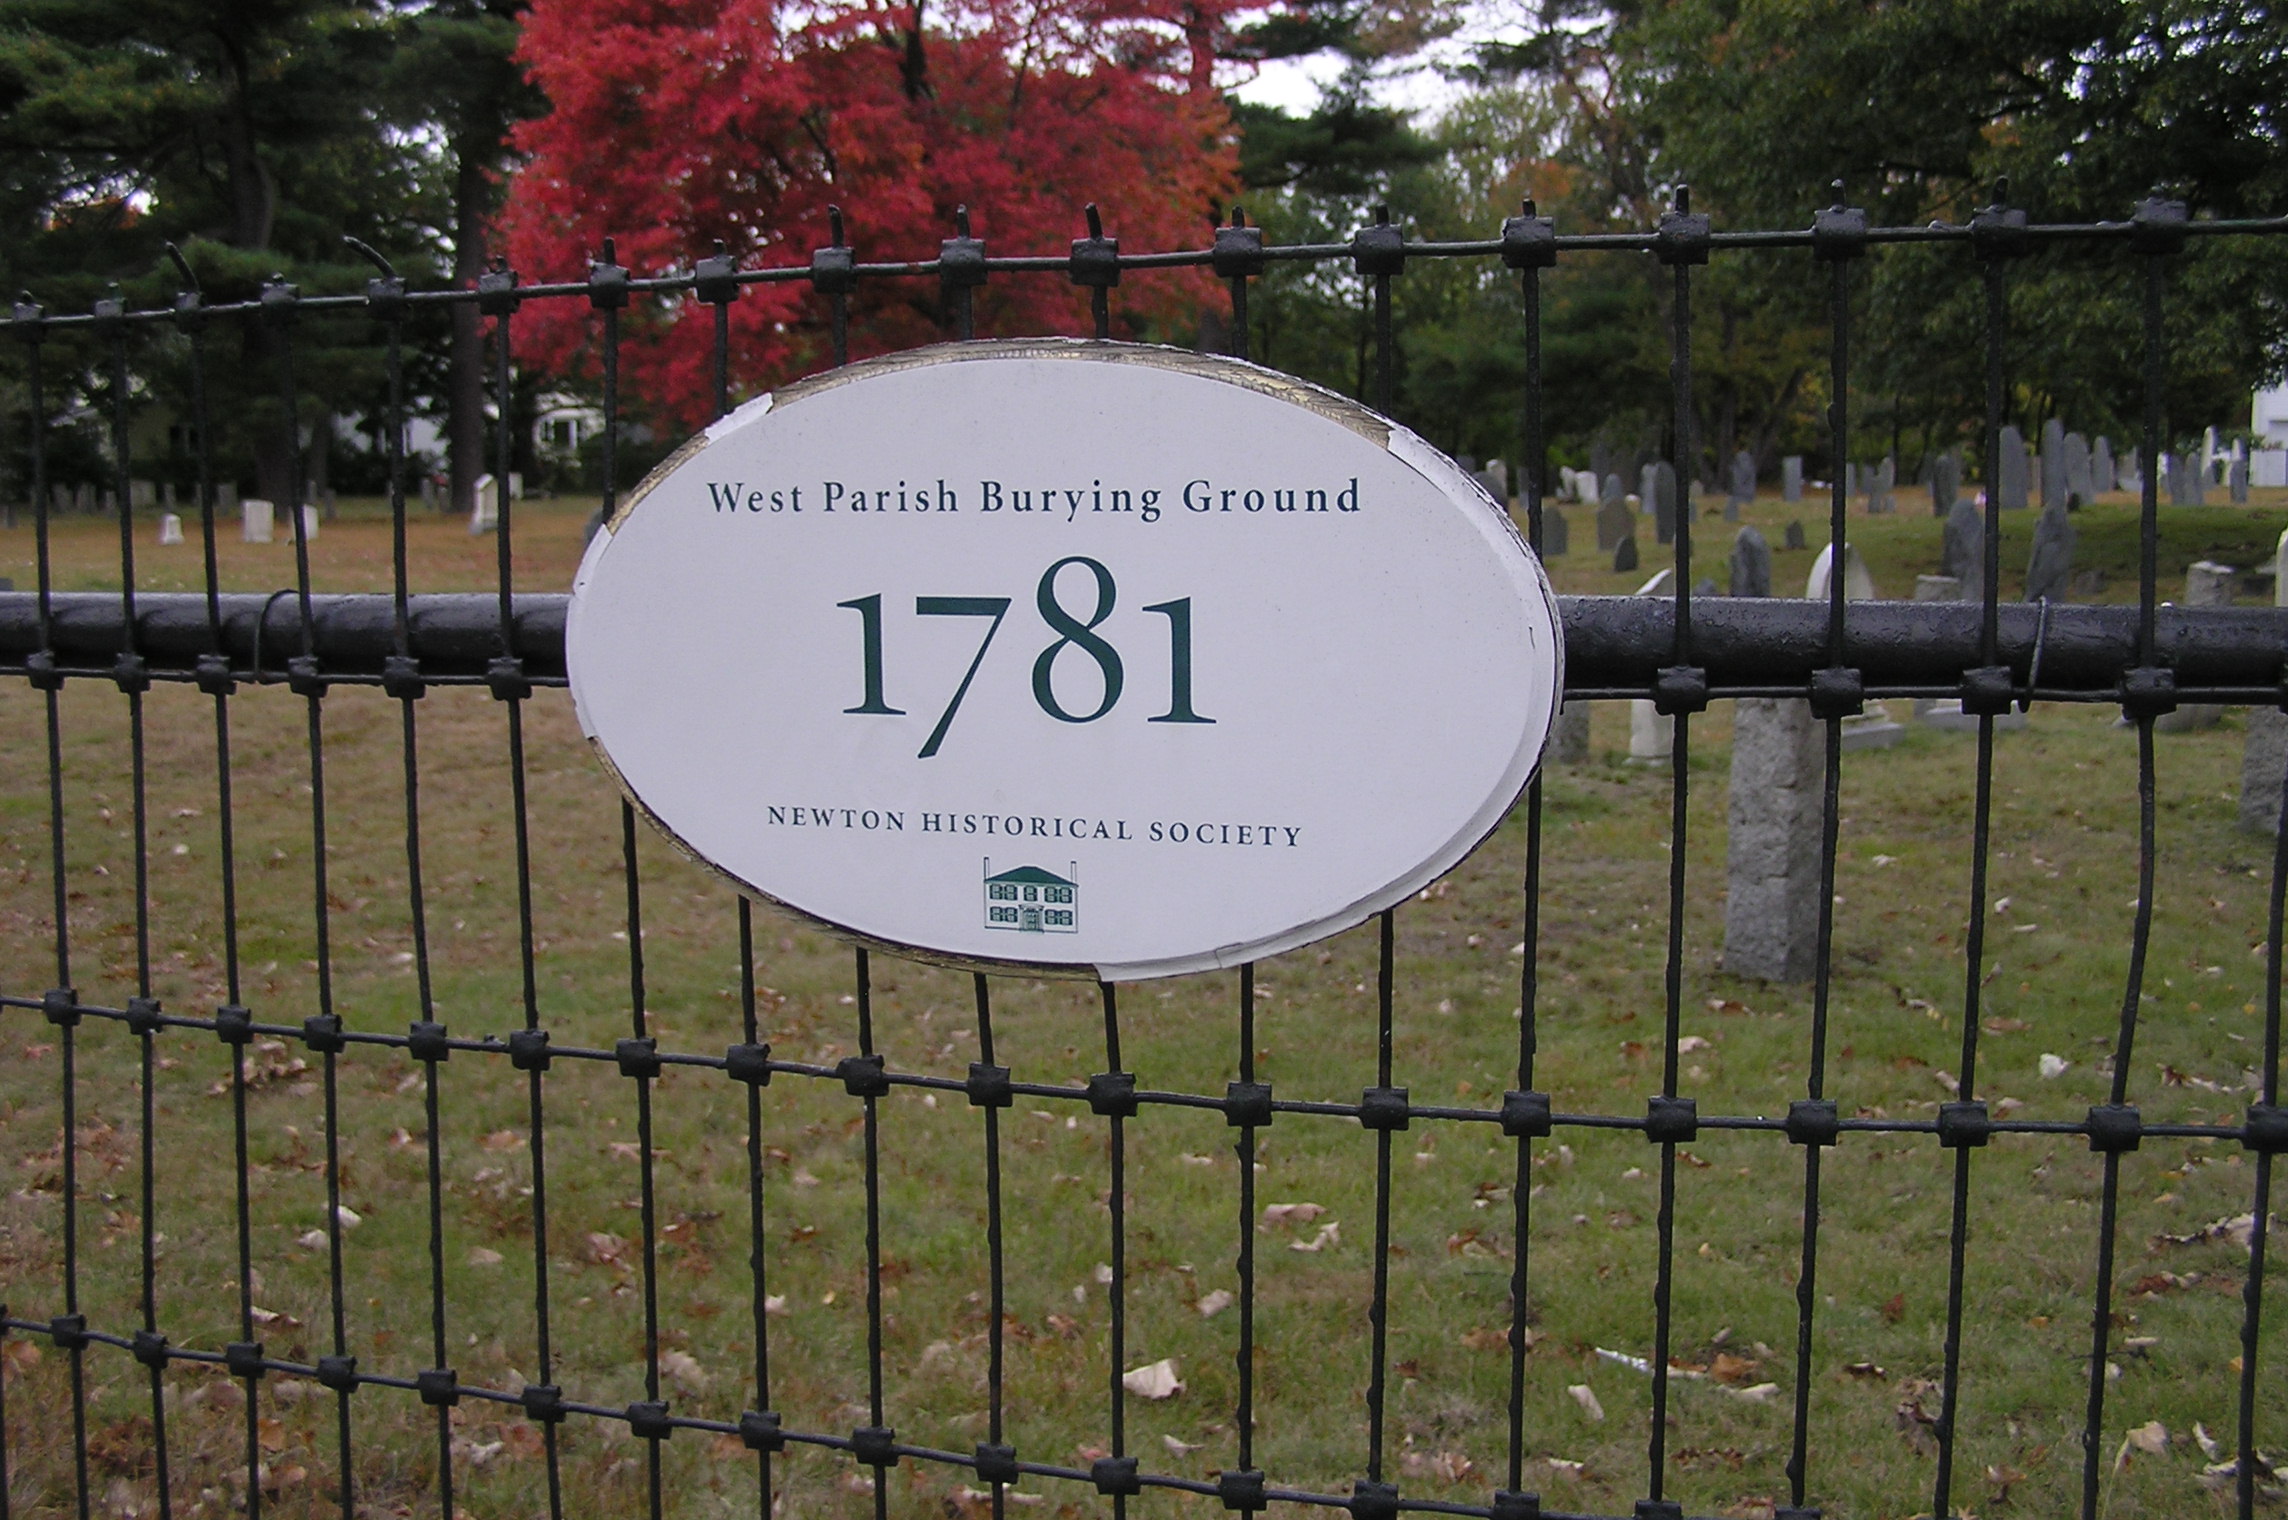 West Parish Burying Ground
1781
NEWTON HISTORICAL SOCIETY